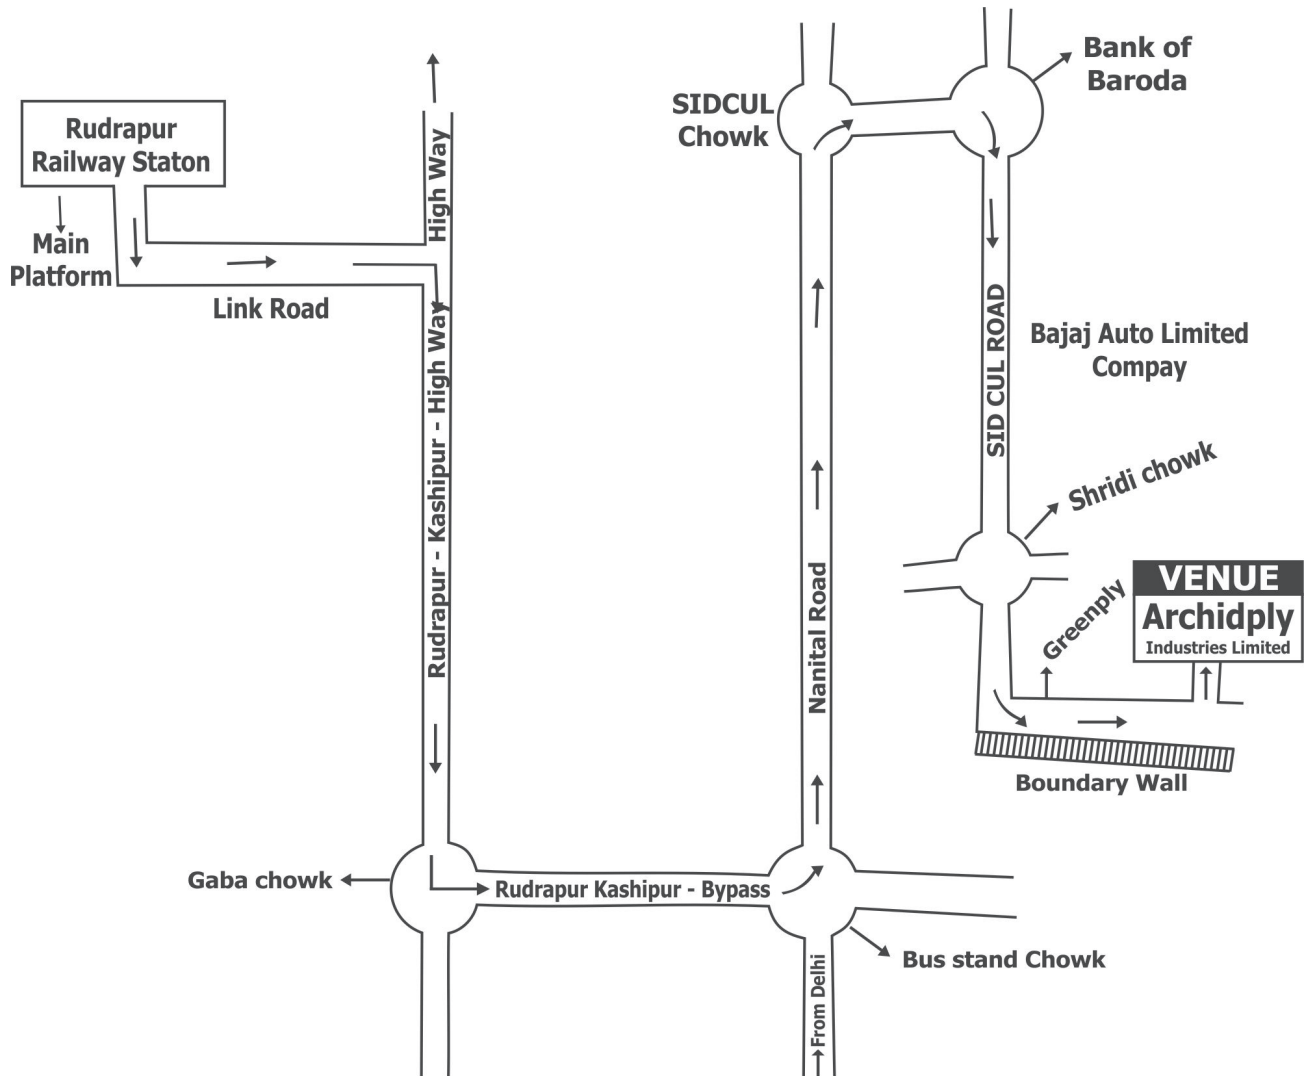 Bank of
Baroda
SIDCUL
Chowk
Rudrapur
Railway Staton
High Way
Main
Platform
Link Road
Rudrapur - Kashipur - High Way
SID CUL ROAD
Bajaj Auto Limited
Compay
Shridi chowk
Nanital Road
Greenply
VENUE
Archidply
Industries Limited
Boundary Wall
Gaba chowk
Rudrapur Kashipur - Bypass
Bus stand Chowk
From Delhi